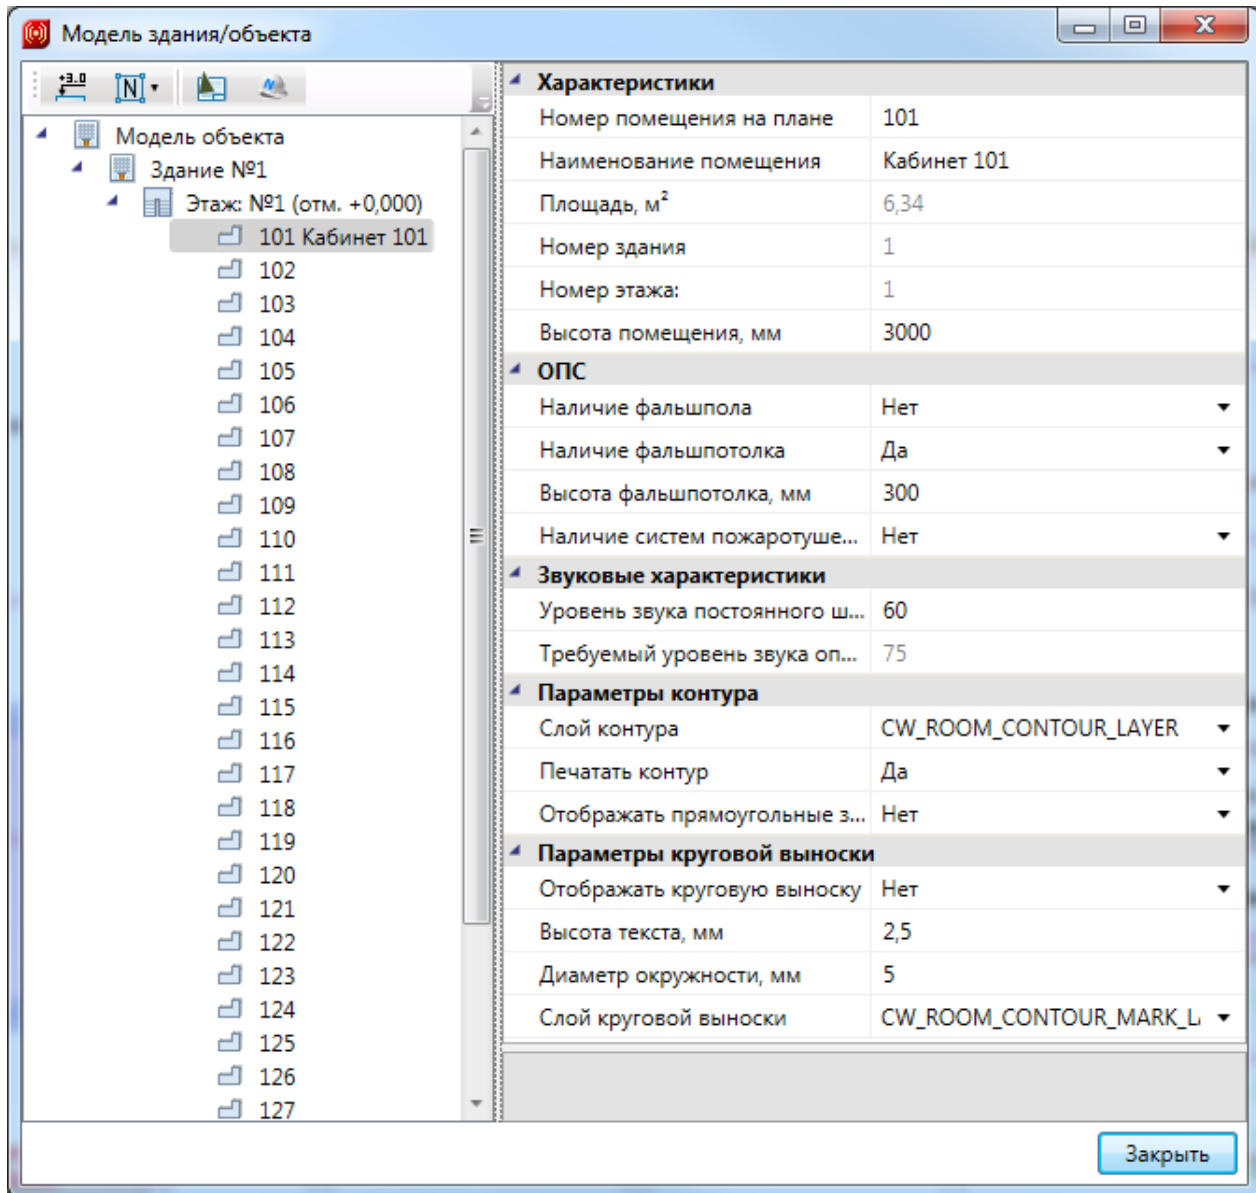 Модель здания/объекта
+3.0
N
Модель объекта
Здание №1
Этаж: №1 (отм. +0,000)
101 Кабинет 101
102
103
104
105
106
107
108
109
110
111
112
113
114
115
116
117
118
119
120
121
122
123
124
125
126
127
Характеристики
Номер помещения на плане 101
Наименование помещения Кабинет 101
Площадь, м² 6,34
Номер здания 1
Номер этажа: 1
Высота помещения, мм 3000
ОПС
Наличие фальшпола Нет
Наличие фальшпотолка Да
Высота фальшпотолка, мм 300
Наличие систем пожаротуше... Нет
Звуковые характеристики
Уровень звука постоянного ш... 60
Требуемый уровень звука оп... 75
Параметры контура
Слой контура CW_ROOM_CONTOUR_LAYER
Печатать контур Да
Отображать прямоугольные з... Нет
Параметры круговой выноски
Отображать круговую выноску Нет
Высота текста, мм 2,5
Диаметр окружности, мм 5
Слой круговой выноски CW_ROOM_CONTOUR_MARK_L
Закрыть